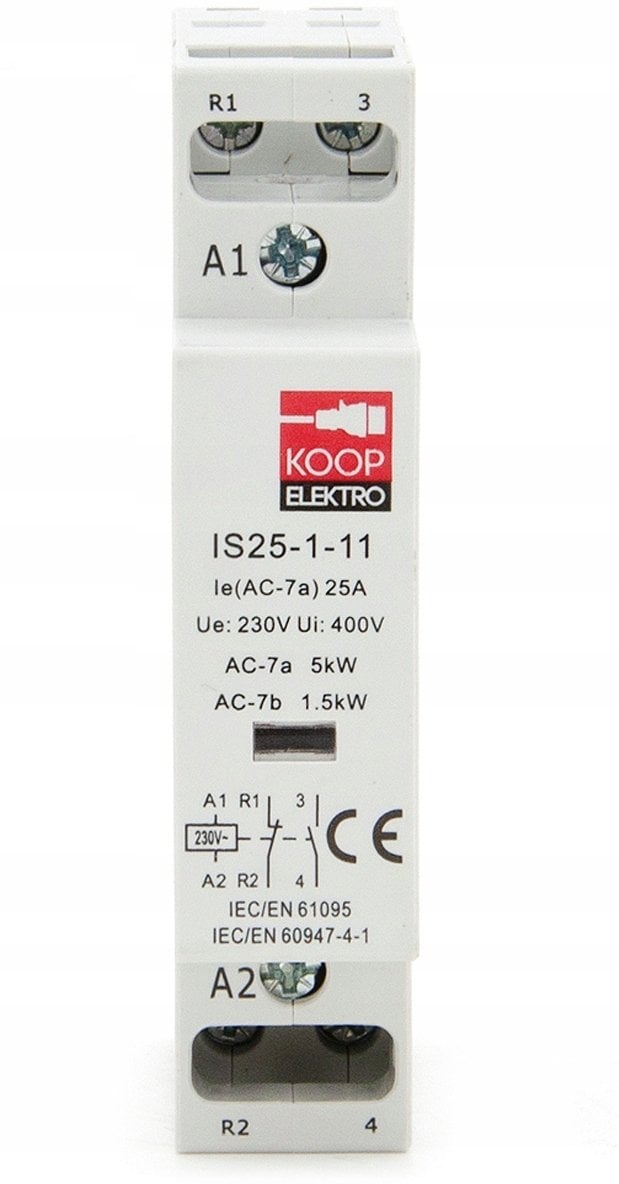 R1 3
A1
KOOP
ELEKTRO
IS25-1-11
Ie(AC-7a) 25A
Ue: 230V Ui: 400V
AC-7a 5kW
AC-7b 1.5kW
A1 R1 3
230V~
CE
A2 R2 4
IEC/EN 61095
IEC/EN 60947-4-1
A2
R2 4